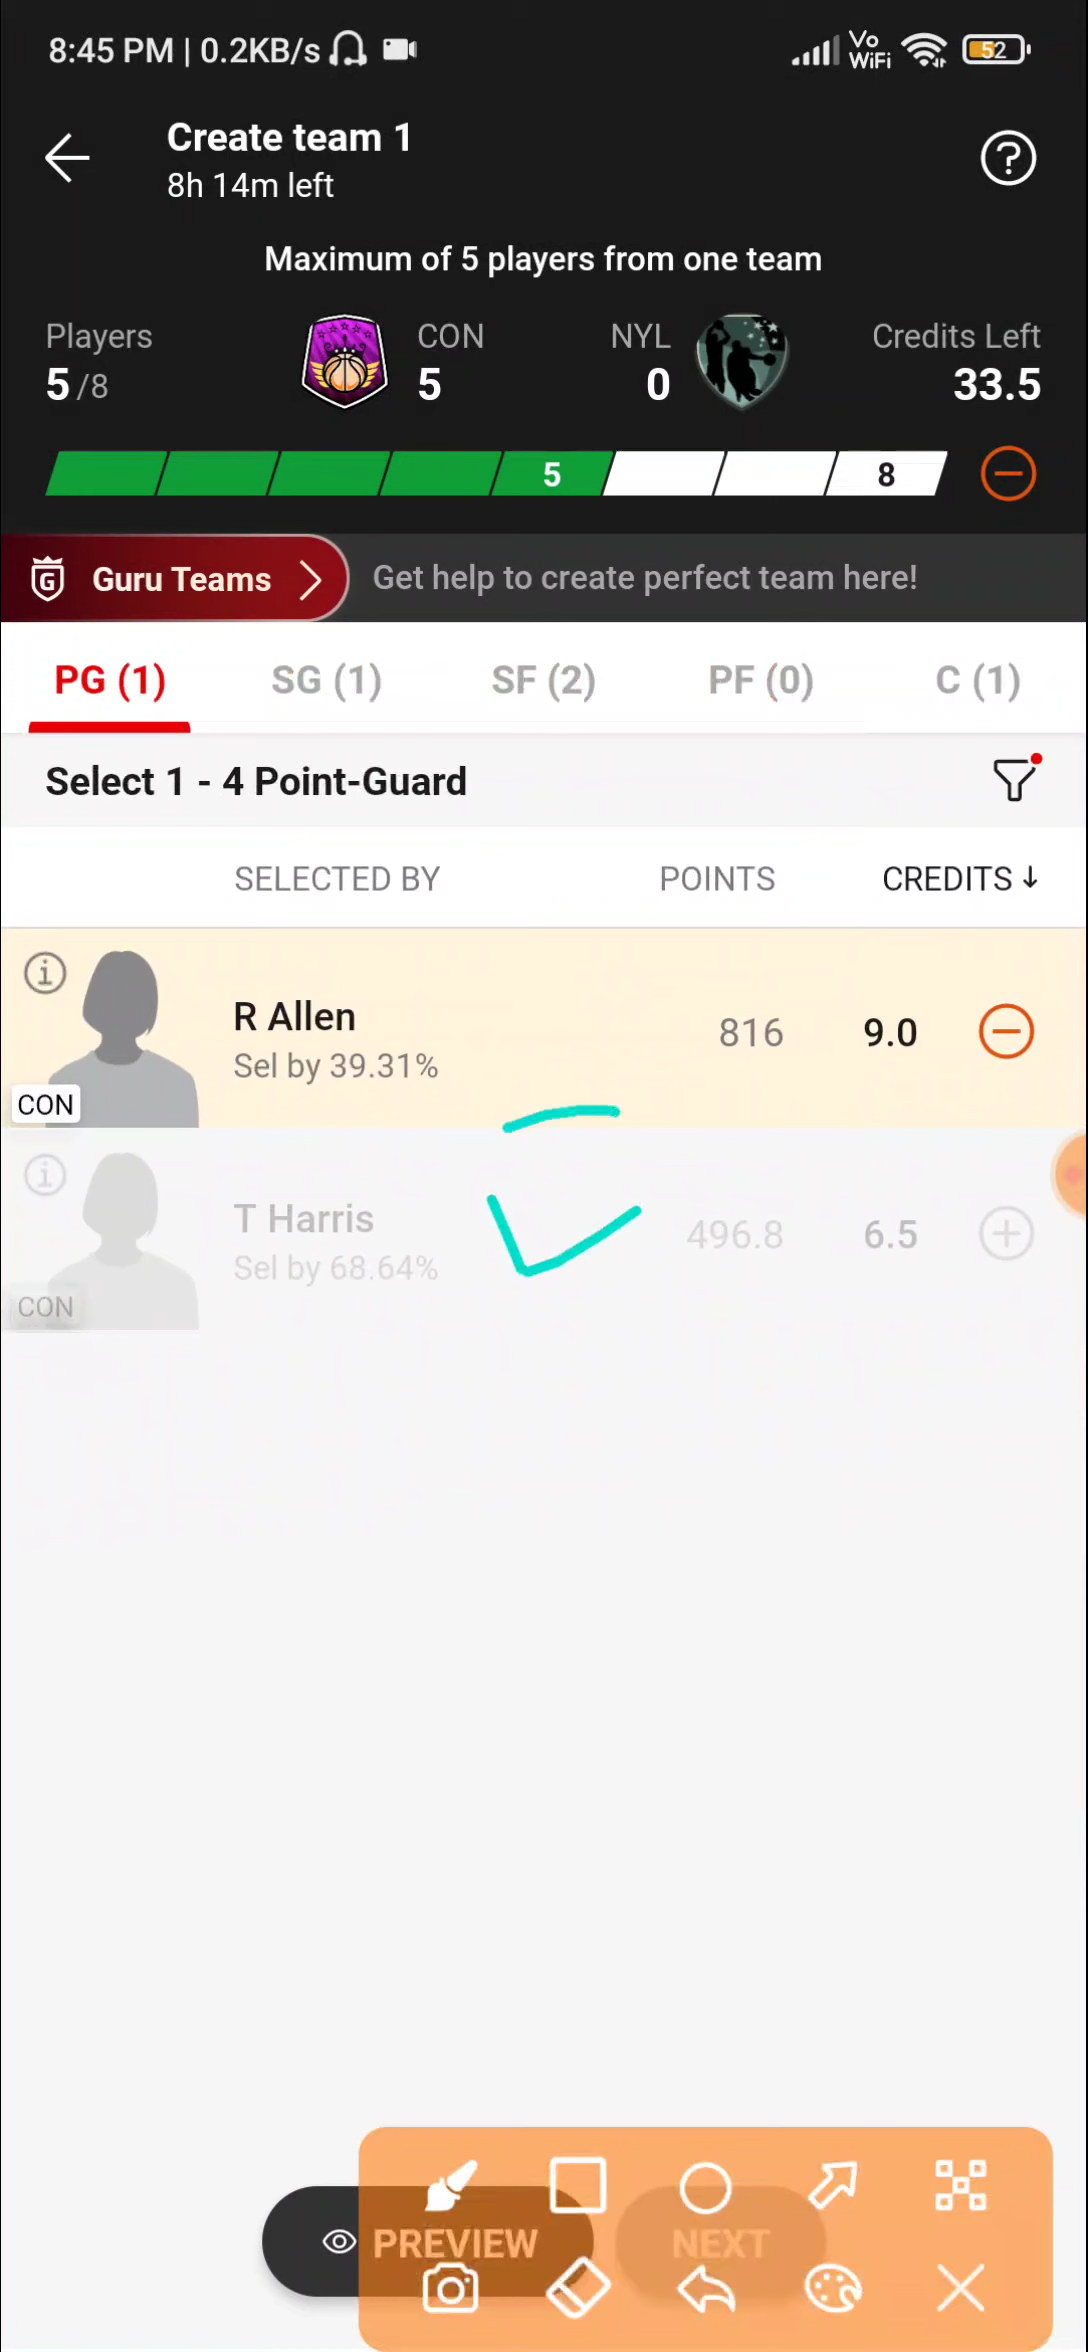 8:45 PM | 0.2KB/s
Vo WiFi
52
Create team 1
8h 14m left
Maximum of 5 players from one team
Players
5/8
CON
5
NYL
0
Credits Left
33.5
5
8
G
Guru Teams
Get help to create perfect team here!
PG (1)
SG (1)
SF (2)
PF (0)
C (1)
Select 1 - 4 Point-Guard
SELECTED BY
POINTS
CREDITS ↓
R Allen
Sel by 39.31%
816
9.0
CON
T Harris
Sel by 68.64%
496.8
6.5
CON
PREVIEW
NEXT